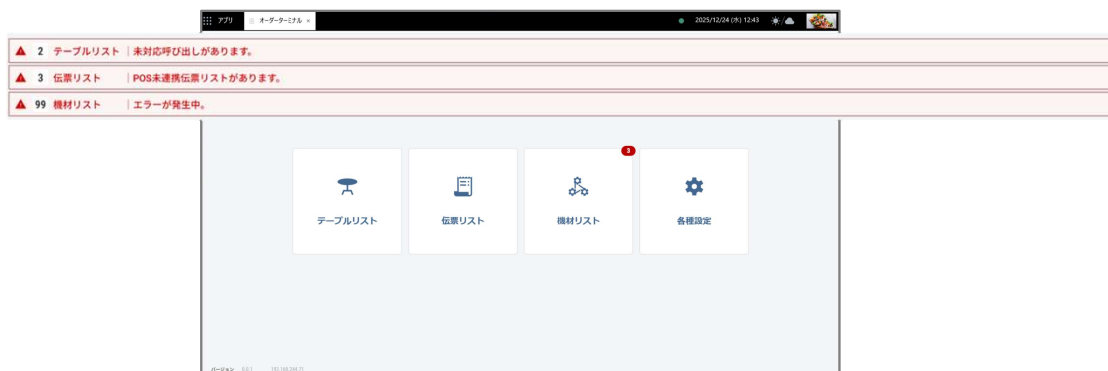 アプリ オーダーターミナル × 2025/12/24 (水) 12:43
2 テーブルリスト | 未対応呼び出しがあります。
3 伝票リスト | POS未連携伝票リストがあります。
99 機材リスト | エラーが発生中。
3
テーブルリスト 伝票リスト 機材リスト 各種設定
バージョン